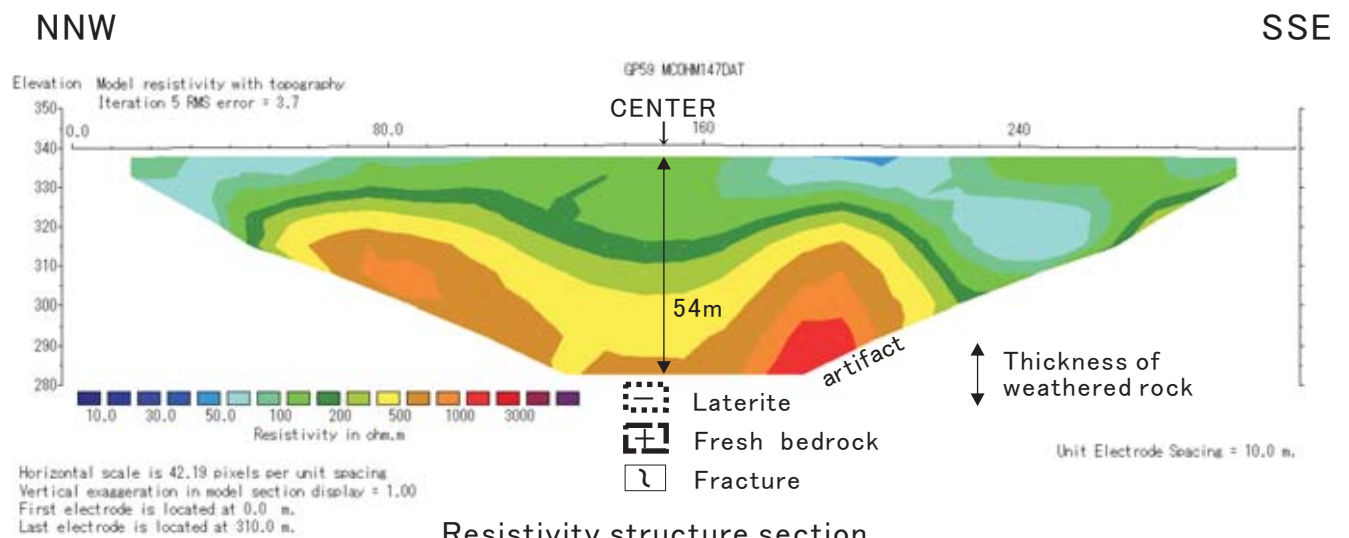 NNW
SSE
GP59 MCOHM147DAT
Elevation Model resistivity with topography
Iteration 5 RMS error = 3.7
CENTER
350
0.0 80.0 160 240
340
330
320
310
300
54m
290
280
artifact
Thickness of
weathered rock
10.0 30.0 50.0 100 200 500 1000 3000
Resistivity in ohm.m
Laterite
Fresh bedrock
Fracture
Unit Electrode Spacing = 10.0 m.
Horizontal scale is 42.19 pixels per unit spacing
Vertical exaggeration in model section display = 1.00
First electrode is located at 0.0 m.
Last electrode is located at 310.0 m.
Resistivity structure section